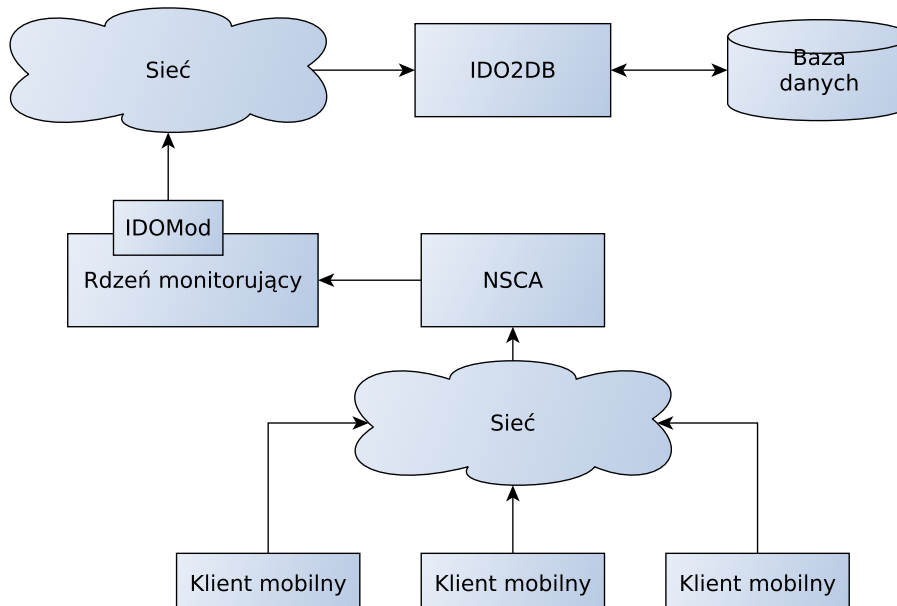 Sieć
IDO2DB
Baza
danych
IDOMod
Rdzeń monitorujący
NSCA
Sieć
Klient mobilny
Klient mobilny
Klient mobilny